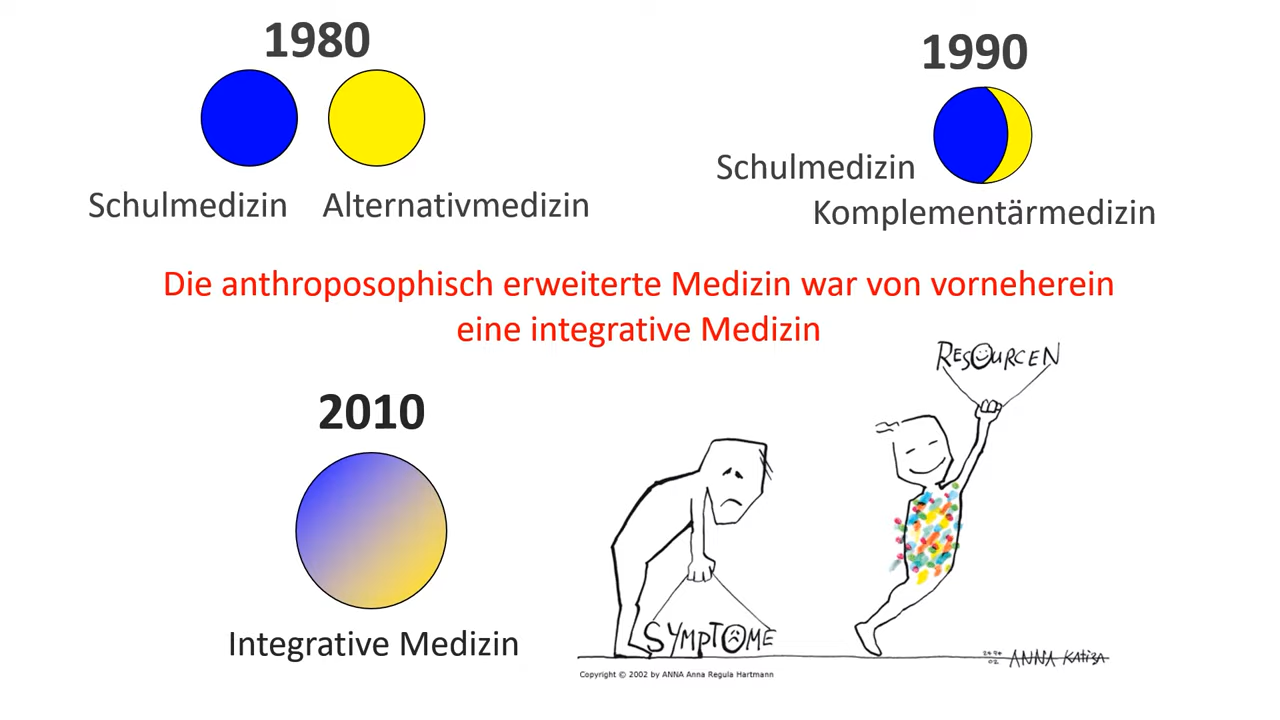 1980
Schulmedizin Alternativmedizin
1990
Schulmedizin
Komplementärmedizin
Die anthroposophisch erweiterte Medizin war von vorneherein
eine integrative Medizin
2010
Integrative Medizin
RESOURCEN
SYMPTOME
ANNA
Copyright © 2002 by ANNA Anna Regula Hartmann